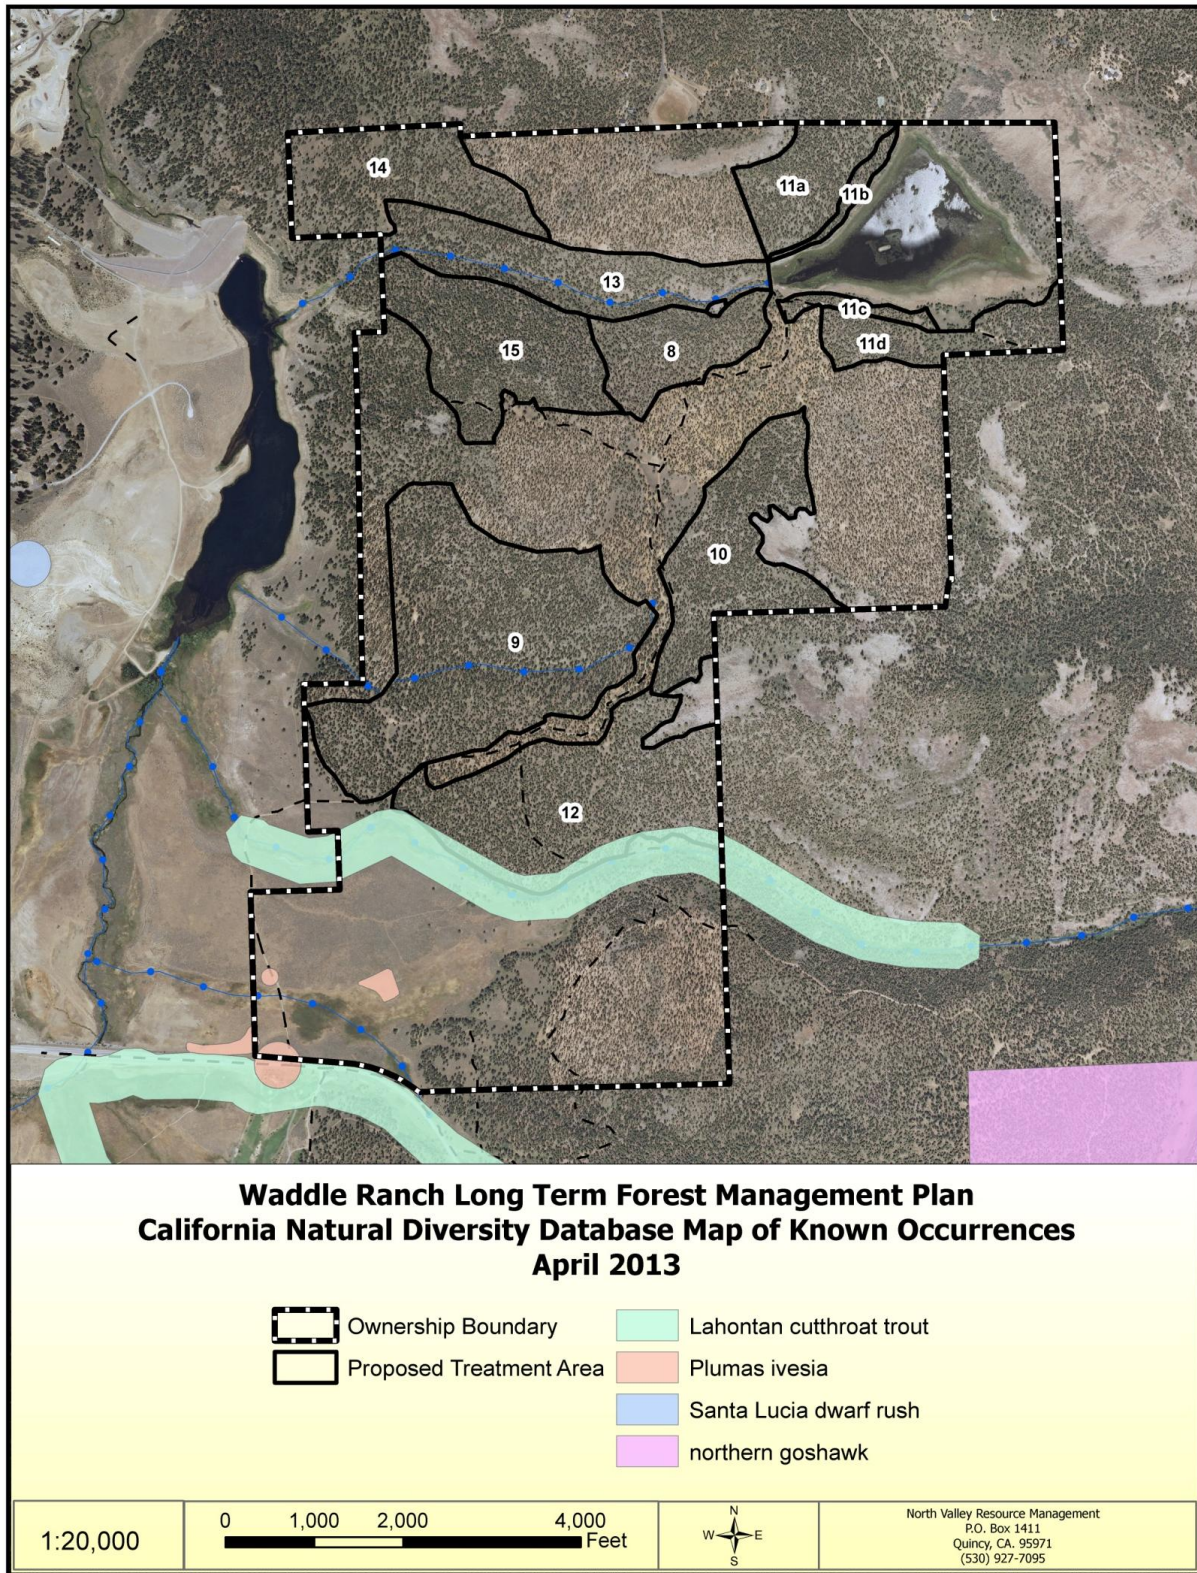 14
11a
11b
13
11c
15
8
11d
10
9
12
Waddle Ranch Long Term Forest Management Plan
California Natural Diversity Database Map of Known Occurrences
April 2013
Ownership Boundary
Proposed Treatment Area
Lahontan cutthroat trout
Plumas ivesia
Santa Lucia dwarf rush
northern goshawk
1:20,000
0 1,000 2,000 4,000
Feet
N
W E
S
North Valley Resource Management
P.O. Box 1411
Quincy, CA. 95971
(530) 927-7095